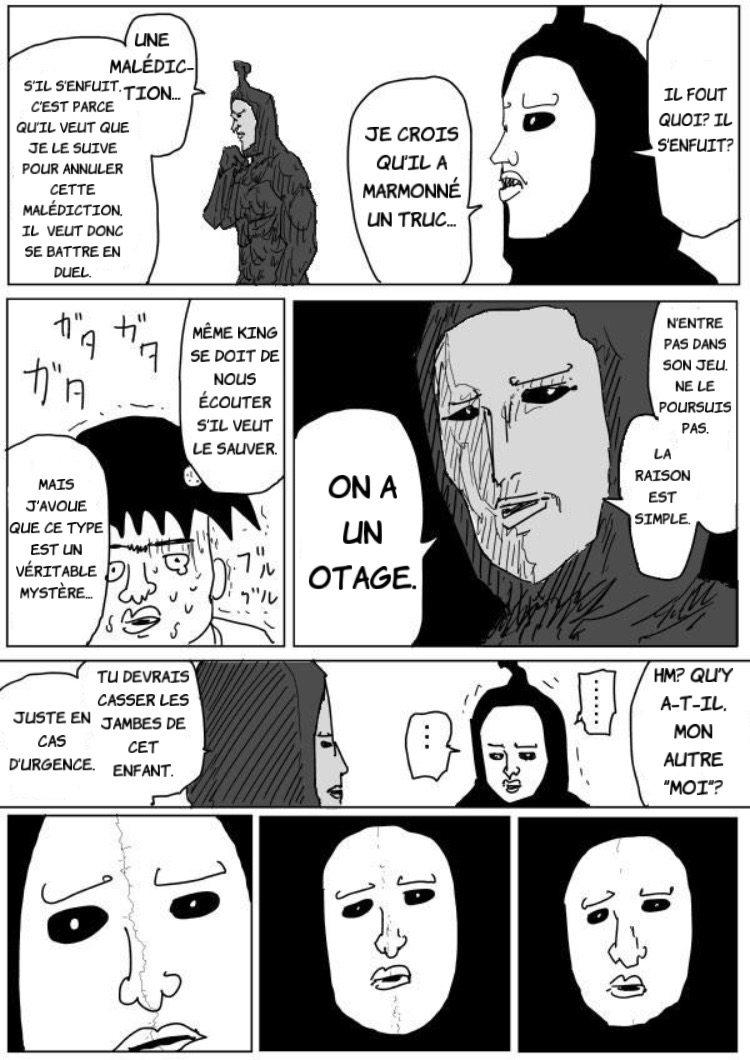 IL FOUT
QUOI? IL
S'ENFUIT?
JE CROIS
QU'IL A
MARMONNÉ
UN TRUC...
UNE
MALÉDIC-
TION...
S'IL S'ENFUIT,
C'EST PARCE
QU'IL VEUT QUE
JE LE SUIVE
POUR ANNULER
CETTE
MALÉDICTION.
IL VEUT DONC
SE BATTRE EN
DUEL.
N'ENTRE
PAS DANS
SON JEU.
NE LE
POURSUIS
PAS.
LA
RAISON
EST
SIMPLE.
ON A
UN
OTAGE.
MÊME KING
SE DOIT DE
NOUS
ÉCOUTER
S'IL VEUT
LE SAUVER.
MAIS
J'AVOUE
QUE CE TYPE
EST UN
VÉRITABLE
MYSTÈRE...
ガタ
ガタ
ガタ
ブル
ブル
HM? QU'Y
A-T-IL,
MON
AUTRE
"MOI"?
....
...
TU DEVRAIS
CASSER LES
JAMBES DE
CET
ENFANT.
JUSTE EN
CAS
D'URGENCE.